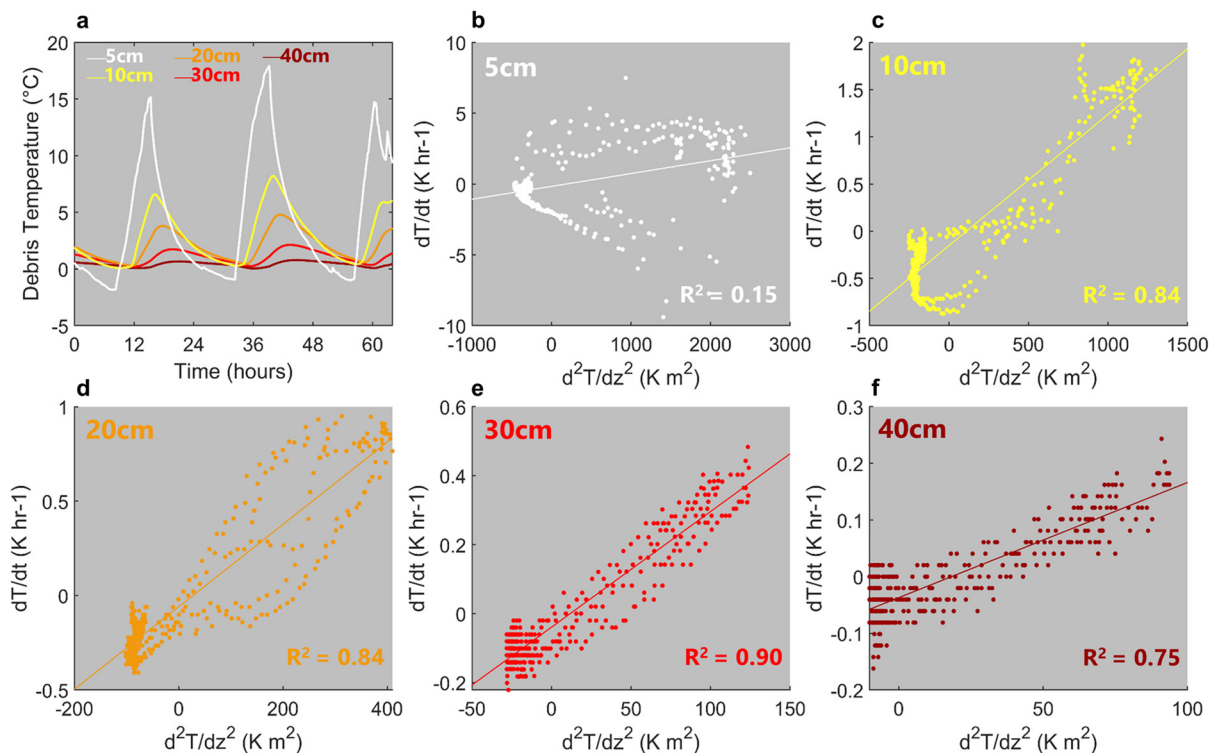 a
20
15
10
5
0
-5
5cm 20cm 40cm
10cm 30cm
Debris Temperature (°C)
0 12 24 36 48 60
Time (hours)
b
10
5
0
-5
-10
5cm
dT/dt (K hr-1)
R² = 0.15
-1000 0 1000 2000 3000
d²T/dz² (K m²)
c
2
1.5
1
0.5
0
-0.5
-1
10cm
dT/dt (K hr-1)
R² = 0.84
-500 0 500 1000 1500
d²T/dz² (K m²)
d
1
0.5
0
-0.5
20cm
dT/dt (K hr-1)
R² = 0.84
-200 0 200 400
d²T/dz² (K m²)
e
0.6
0.4
0.2
0
-0.2
30cm
dT/dt (K hr-1)
R² = 0.90
-50 0 50 100 150
d²T/dz² (K m²)
f
0.3
0.2
0.1
0
-0.1
-0.2
40cm
dT/dt (K hr-1)
R² = 0.75
0 50 100
d²T/dz² (K m²)